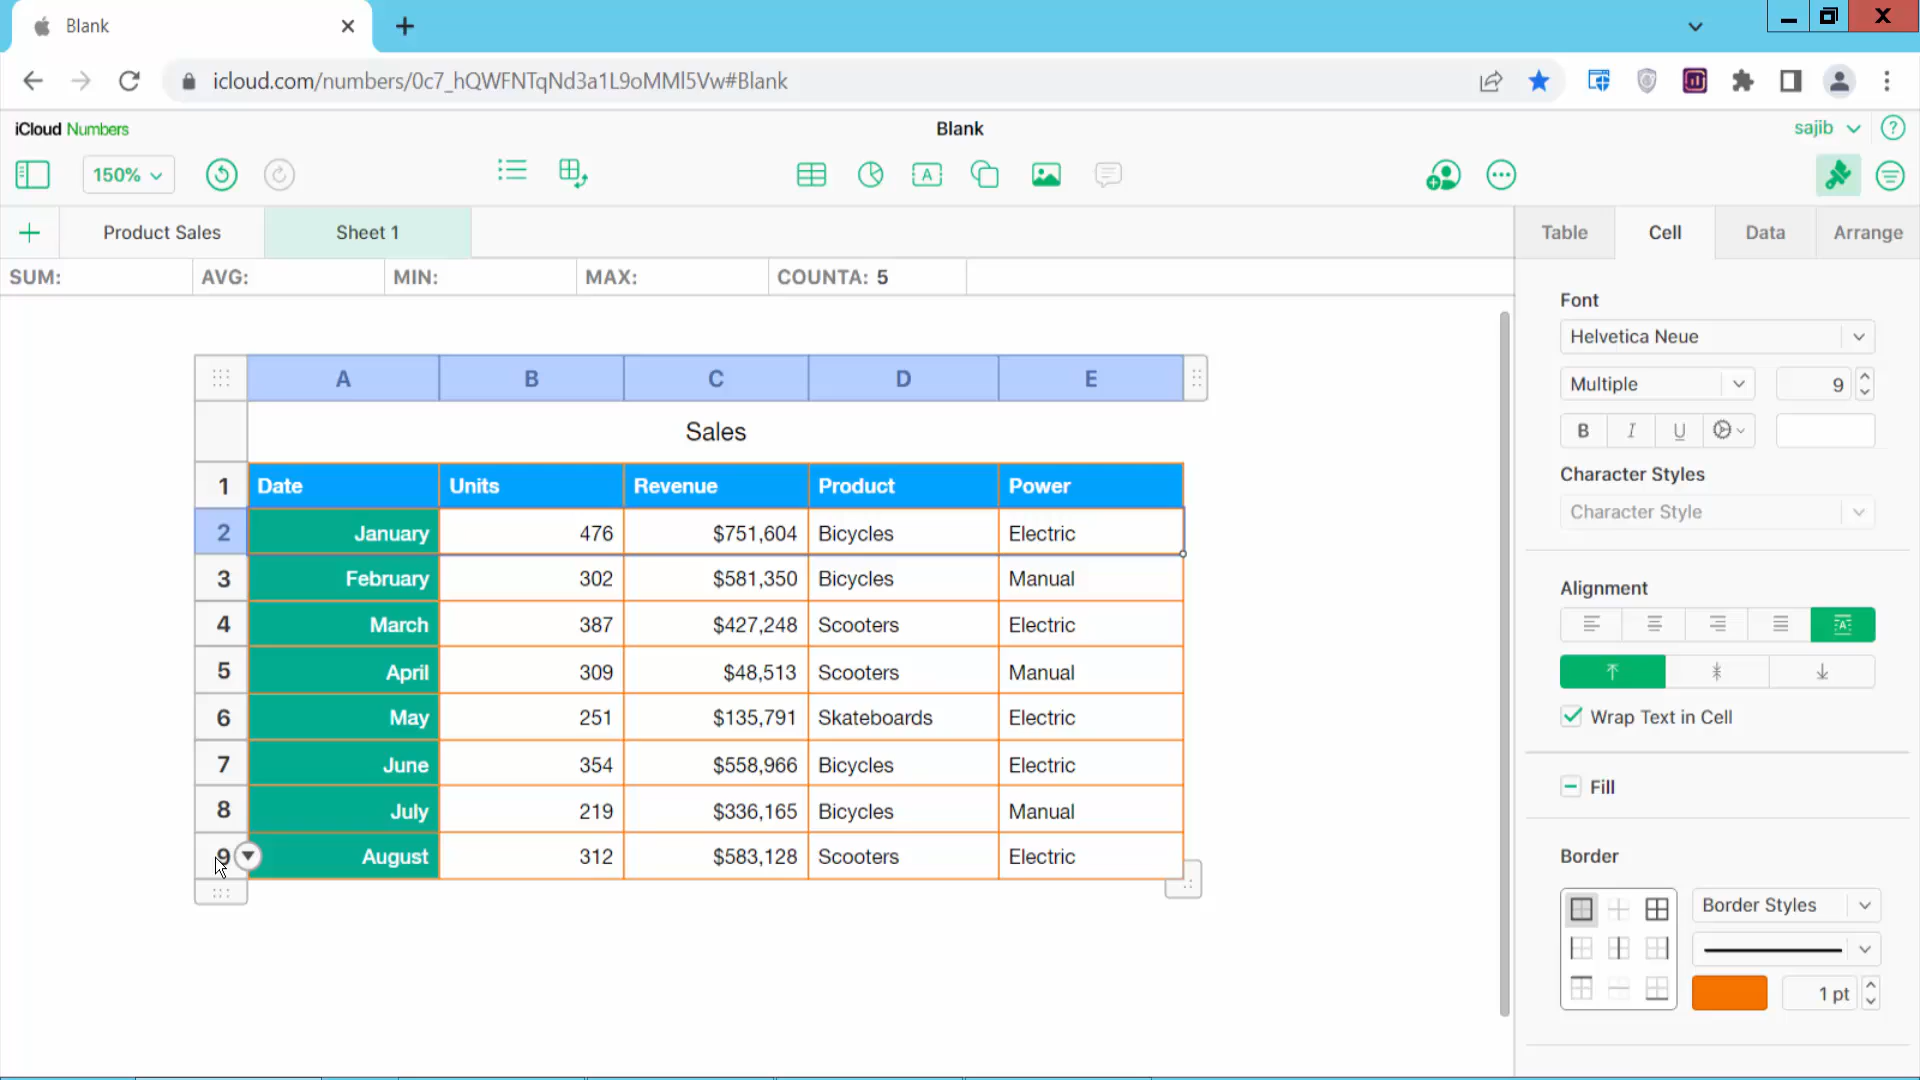 Blank
icloud.com/numbers/0c7_hQWFNTqNd3a1L9oMMl5Vw#Blank
iCloud Numbers
Blank
sajib
?
150%
A
Product Sales
Sheet 1
Table
Cell
Data
Arrange
SUM:
AVG:
MIN:
MAX:
COUNTA: 5
A B C D E
Sales
1 Date Units Revenue Product Power
2 January 476 $751,604 Bicycles Electric
3 February 302 $581,350 Bicycles Manual
4 March 387 $427,248 Scooters Electric
5 April 309 $48,513 Scooters Manual
6 May 251 $135,791 Skateboards Electric
7 June 354 $558,966 Bicycles Electric
8 July 219 $336,165 Bicycles Manual
9 August 312 $583,128 Scooters Electric
Font
Helvetica Neue
Multiple
9
B I U
Character Styles
Character Style
Alignment
A
Wrap Text in Cell
Fill
Border
Border Styles
1 pt